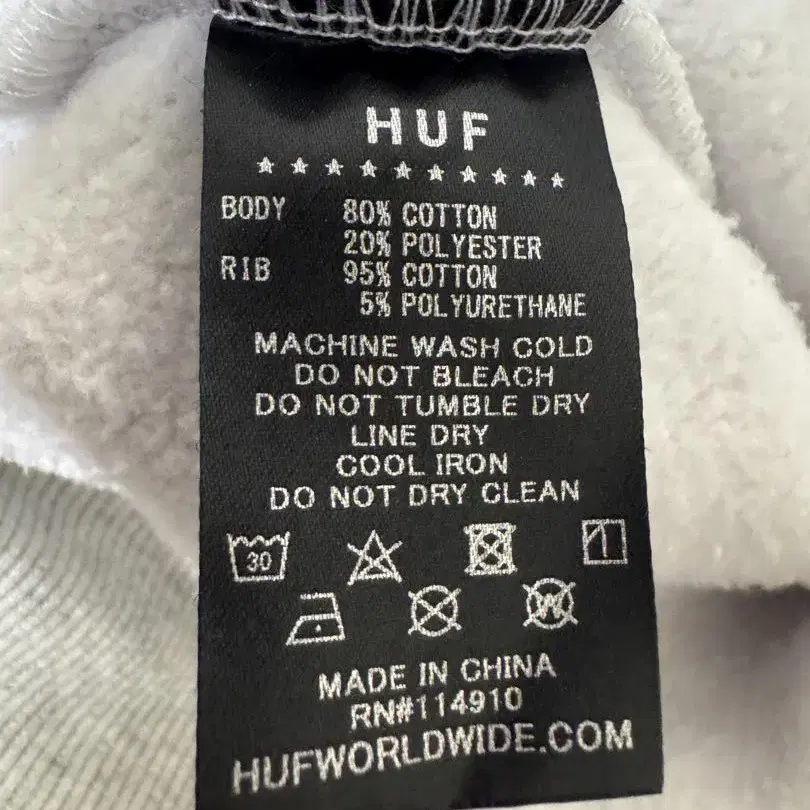 HUF
BODY 80% COTTON
20% POLYESTER
RIB 95% COTTON
5% POLYURETHANE
MACHINE WASH COLD
DO NOT BLEACH
DO NOT TUMBLE DRY
LINE DRY
COOL IRON
DO NOT DRY CLEAN
30
W
MADE IN CHINA
RN#114910
HUFWORLDWIDE.COM